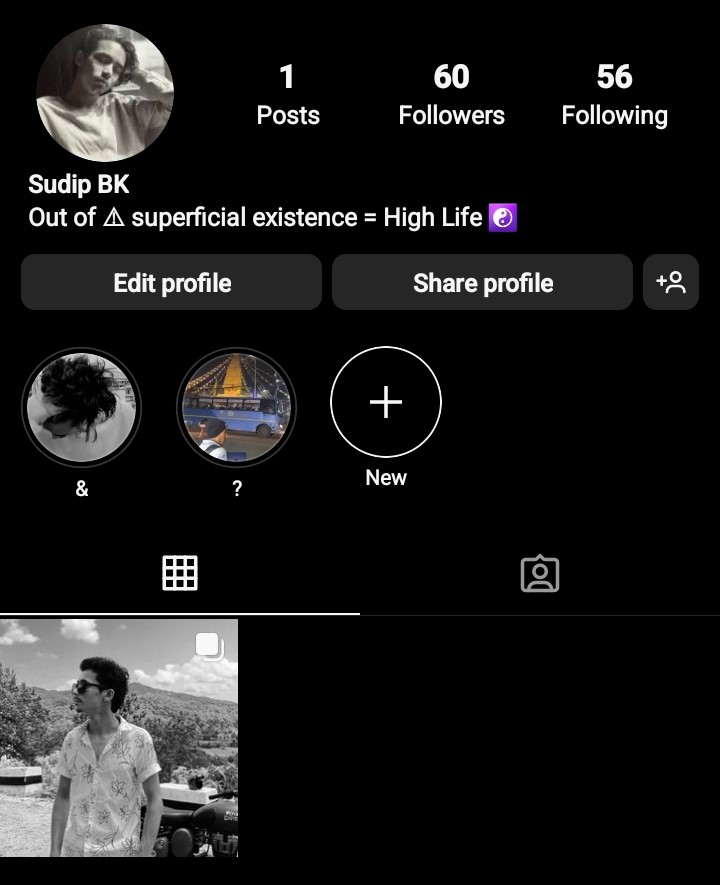 1 60 56
Posts Followers Following
Sudip BK
Out of ⚠ superficial existence = High Life ☯
Edit profile Share profile
& ? New